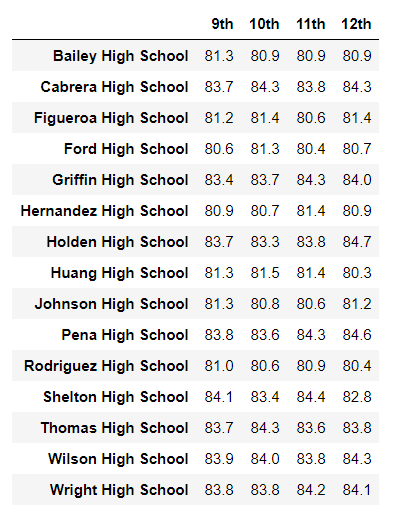 9th 10th 11th 12th
Bailey High School 81.3 80.9 80.9 80.9
Cabrera High School 83.7 84.3 83.8 84.3
Figueroa High School 81.2 81.4 80.6 81.4
Ford High School 80.6 81.3 80.4 80.7
Griffin High School 83.4 83.7 84.3 84.0
Hernandez High School 80.9 80.7 81.4 80.9
Holden High School 83.7 83.3 83.8 84.7
Huang High School 81.3 81.5 81.4 80.3
Johnson High School 81.3 80.8 80.6 81.2
Pena High School 83.8 83.6 84.3 84.6
Rodriguez High School 81.0 80.6 80.9 80.4
Shelton High School 84.1 83.4 84.4 82.8
Thomas High School 83.7 84.3 83.6 83.8
Wilson High School 83.9 84.0 83.8 84.3
Wright High School 83.8 83.8 84.2 84.1